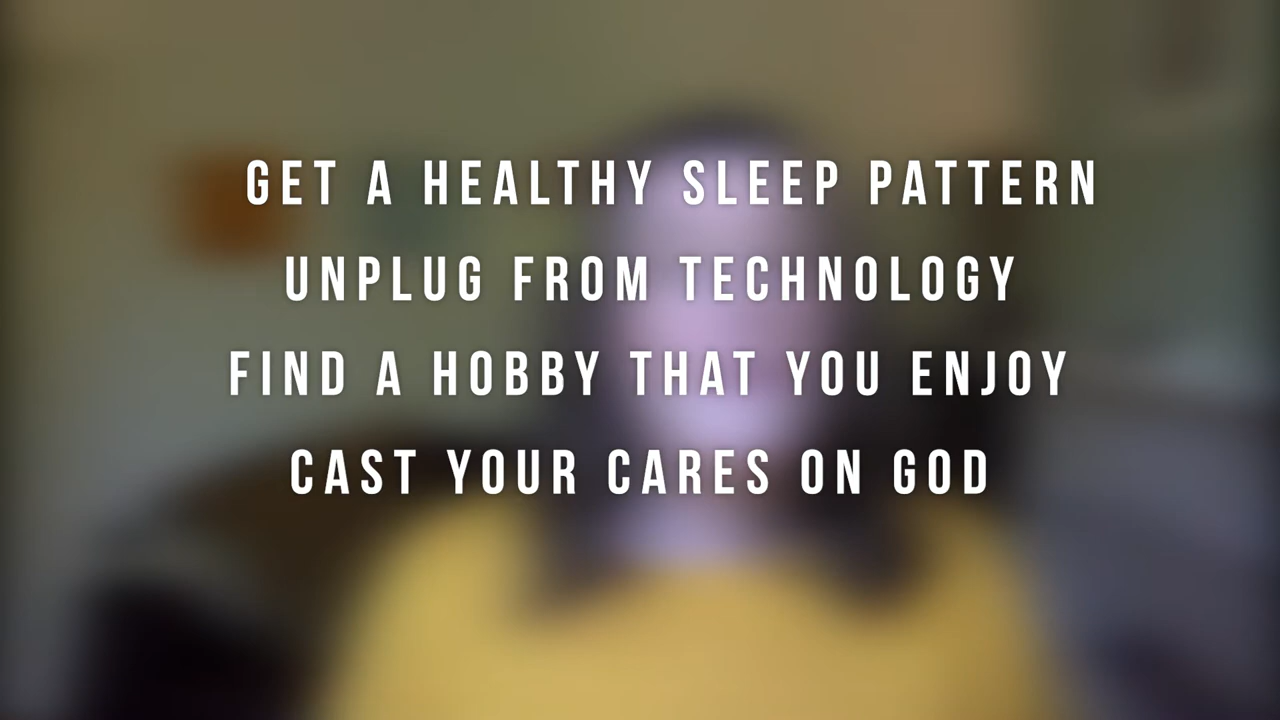 GET A HEALTHY SLEEP PATTERN
UNPLUG FROM TECHNOLOGY
FIND A HOBBY THAT YOU ENJOY
CAST YOUR CARES ON GOD